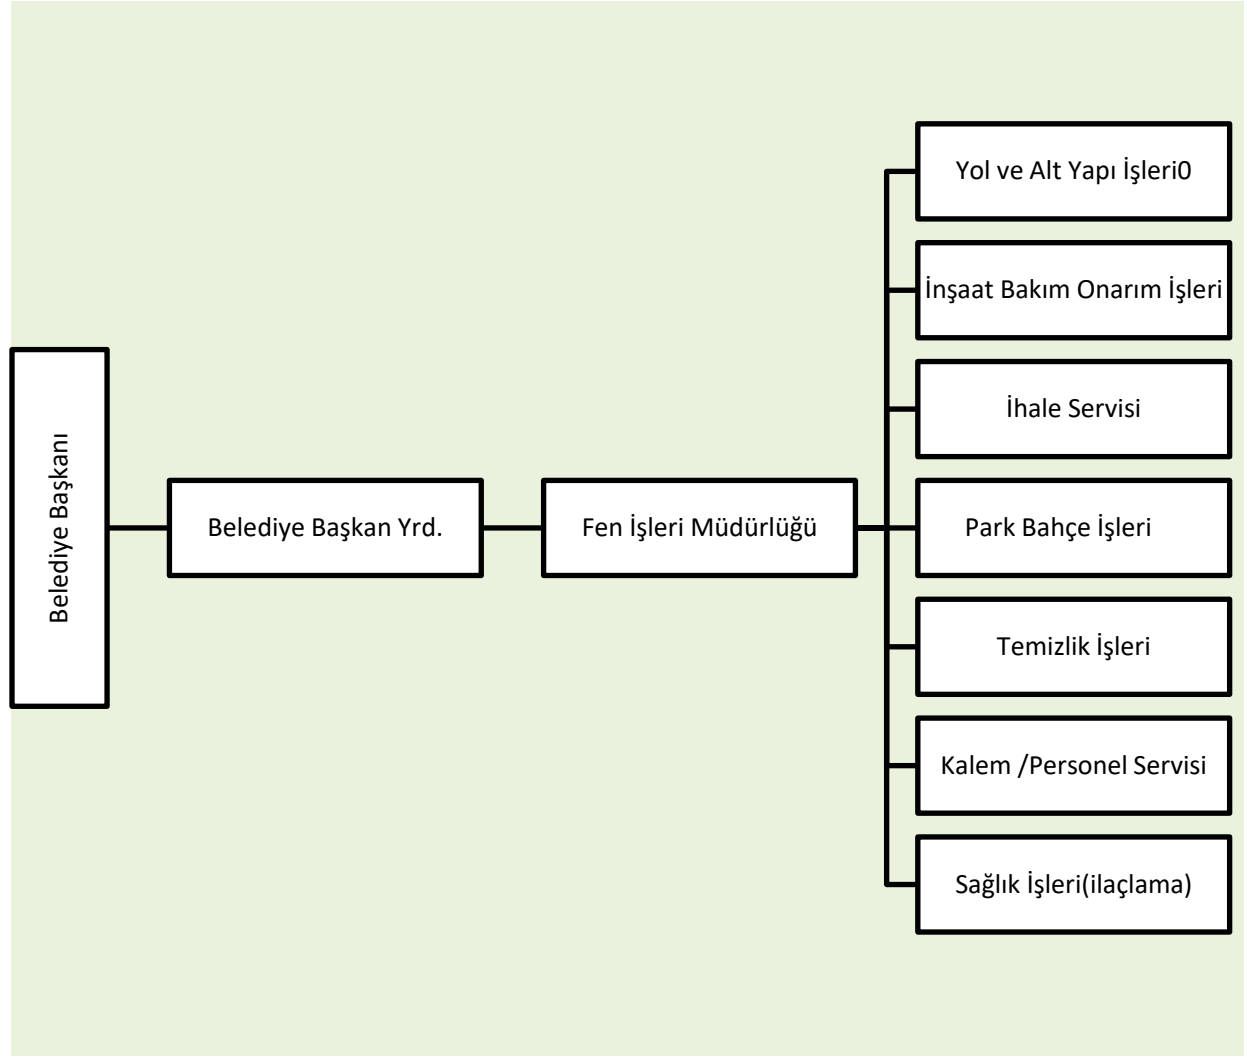 Belediye Başkanı
Belediye Başkan Yrd.
Fen İşleri Müdürlüğü
Yol ve Alt Yapı İşleri0
İnşaat Bakım Onarım İşleri
İhale Servisi
Park Bahçe İşleri
Temizlik İşleri
Kalem /Personel Servisi
Sağlık İşleri(ilaçlama)